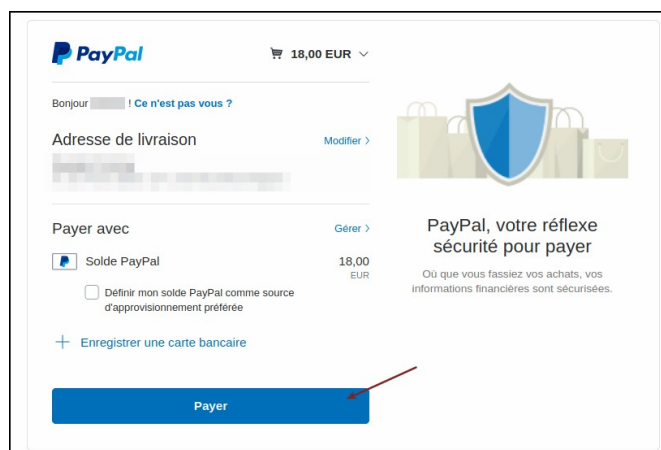 PayPal
18,00 EUR
Bonjour ! Ce n'est pas vous ?
Adresse de livraison
Modifier
Payer avec
Gérer
Solde PayPal
18,00
EUR
Définir mon solde PayPal comme source
d'approvisionnement préférée
Enregistrer une carte bancaire
Payer
PayPal, votre réflexe
sécurité pour payer
Où que vous fassiez vos achats, vos
informations financières sont sécurisées.